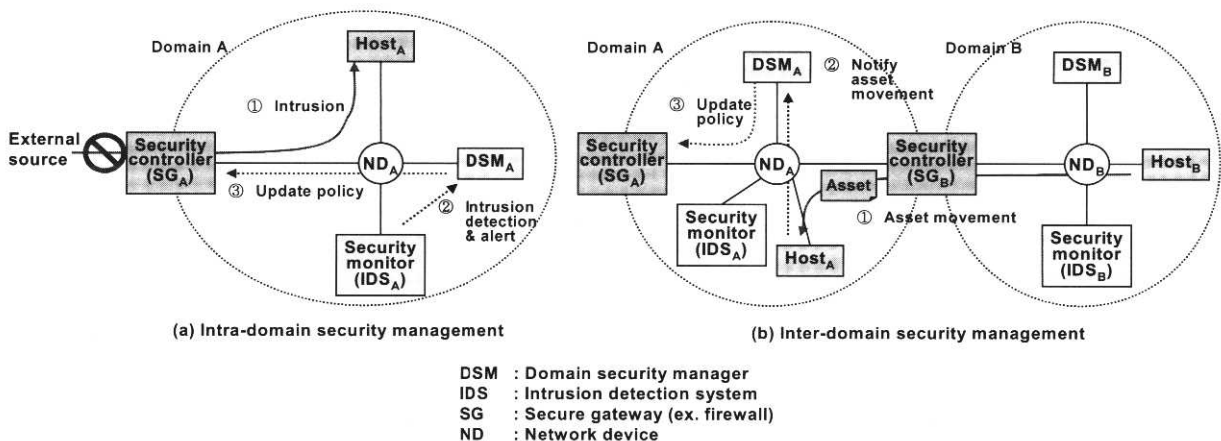 Domain A
Host_A
① Intrusion
External
source
Security
controller
(SG_A)
ND_A
DSM_A
③ Update policy
② Intrusion
detection
& alert
Security
monitor
(IDS_A)
(a) Intra-domain security management
Domain A
DSM_A
② Notify
asset
movement
③ Update
policy
Security
controller
(SG_A)
ND_A
Security
controller
(SG_B)
Asset
① Asset movement
Security
monitor
(IDS_A)
Host_A
Domain B
DSM_B
ND_B
Host_B
Security
monitor
(IDS_B)
(b) Inter-domain security management
DSM : Domain security manager
IDS : Intrusion detection system
SG : Secure gateway (ex. firewall)
ND : Network device